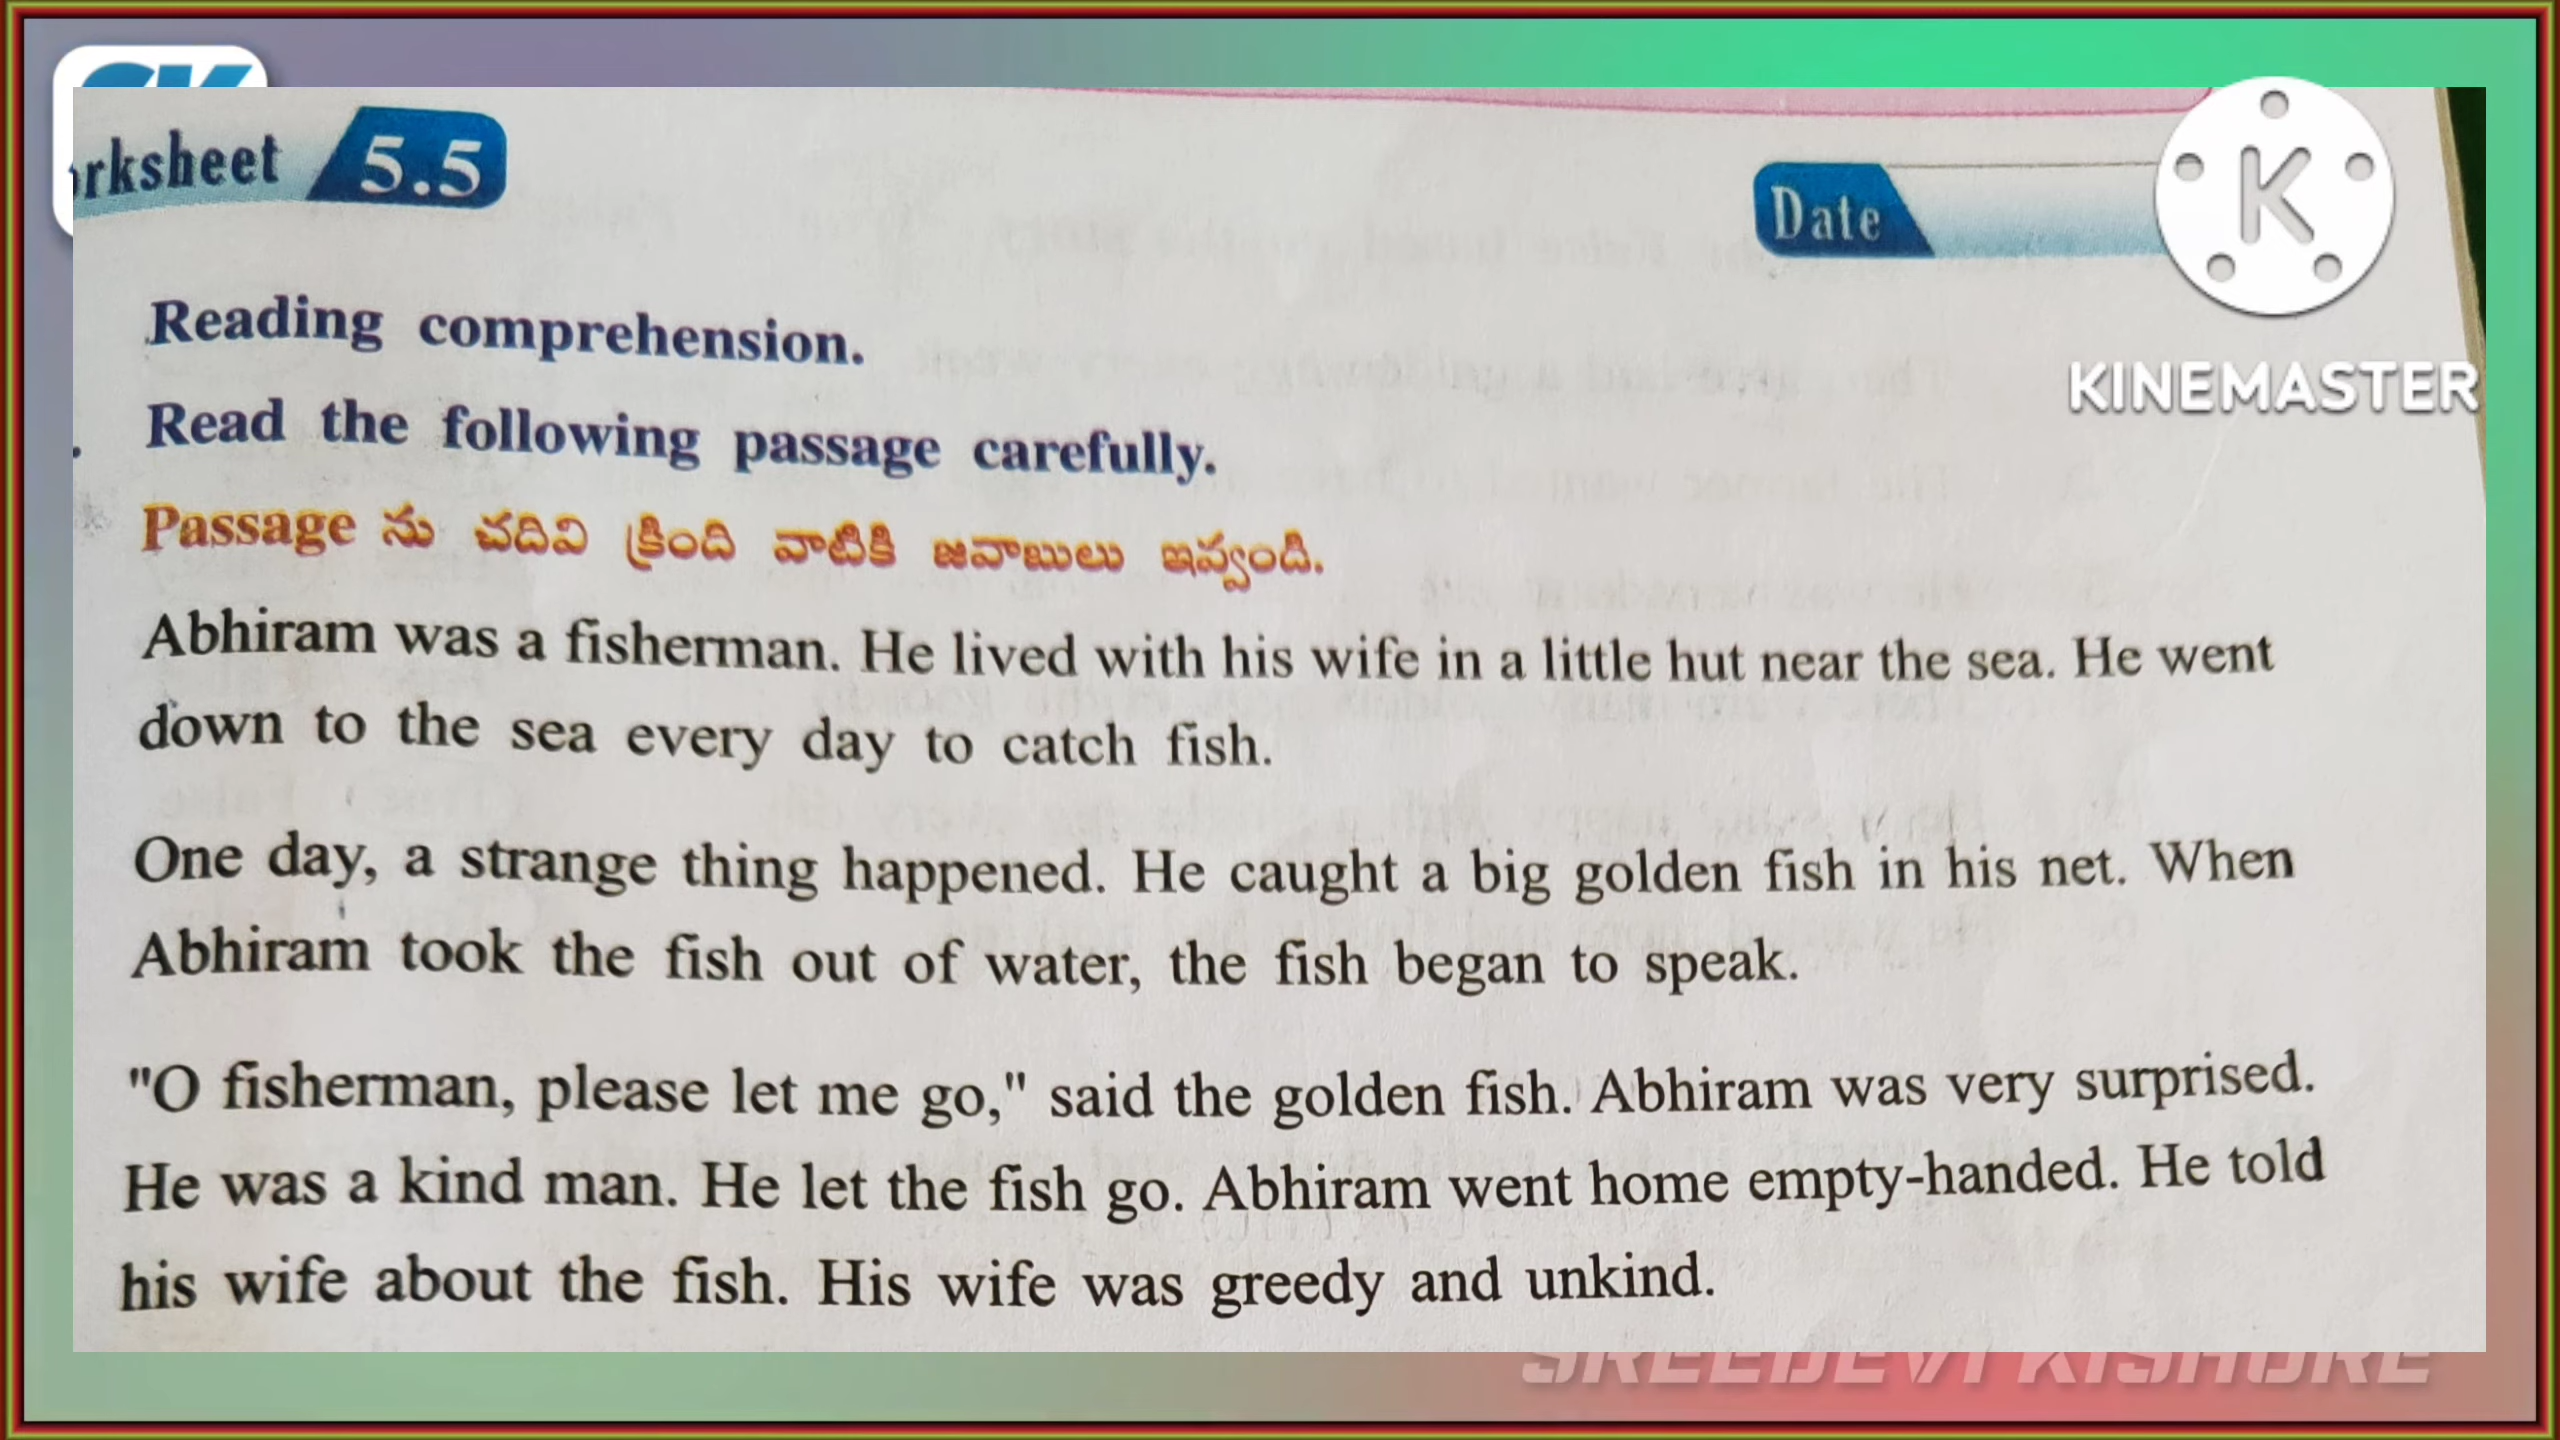 rksheet 5.5
Date
K
KINEMASTER
Reading comprehension.
Read the following passage carefully.
Passage ను చదివి క్రింది వాటికి జవాబులు ఇవ్వండి.
Abhiram was a fisherman. He lived with his wife in a little hut near the sea. He went
down to the sea every day to catch fish.
One day, a strange thing happened. He caught a big golden fish in his net. When
Abhiram took the fish out of water, the fish began to speak.
"O fisherman, please let me go," said the golden fish. Abhiram was very surprised.
He was a kind man. He let the fish go. Abhiram went home empty-handed. He told
his wife about the fish. His wife was greedy and unkind.
SREEDEVI KISHORE